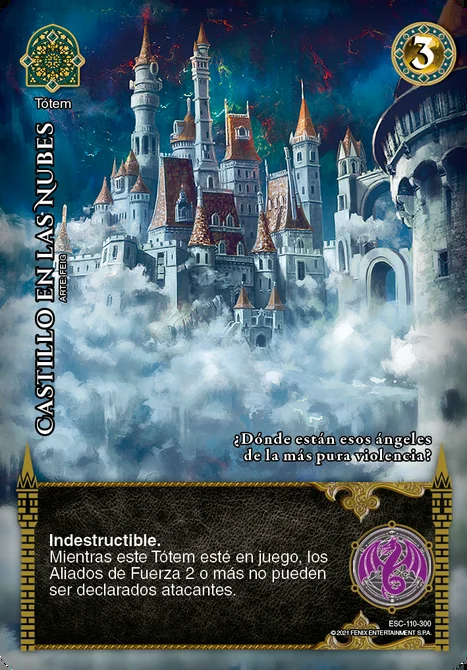 3
Tótem
CASTILLO EN LAS NUBES
ARTE: FEIG
¿Dónde están esos ángeles
de la más pura violencia?
Indestructible.
Mientras este Tótem esté en juego, los
Aliados de Fuerza 2 o más no pueden
ser declarados atacantes.
ESC-110-300
©2021 FENIX ENTERTAINMENT S.P.A.